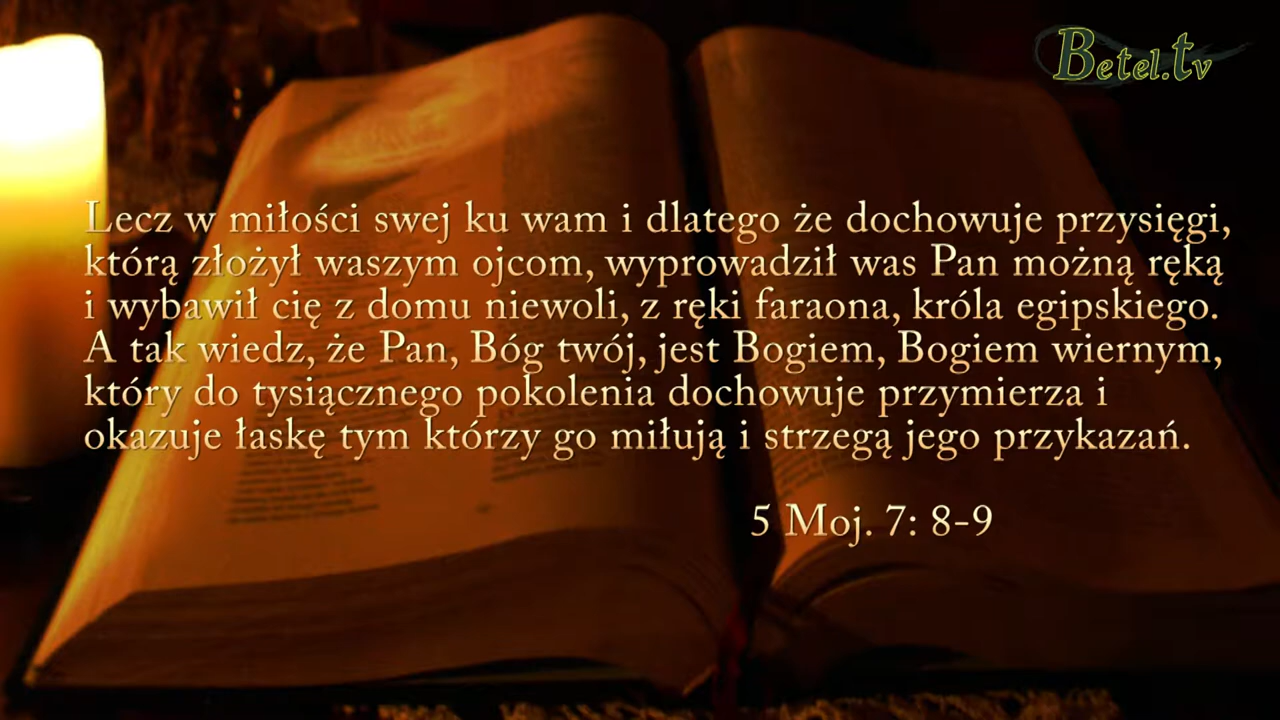 Betel.tv
Lecz w miłości swej ku wam i dlatego że dochowuje przysięgi,
którą złożył waszym ojcom, wyprowadził was Pan możną ręką
i wybawił cię z domu niewoli, z ręki faraona, króla egipskiego.
A tak wiedz, że Pan, Bóg twój, jest Bogiem, Bogiem wiernym,
który do tysiącznego pokolenia dochowuje przymierza i
okazuje łaskę tym którzy go miłują i strzegą jego przykazań.
5 Moj. 7: 8-9